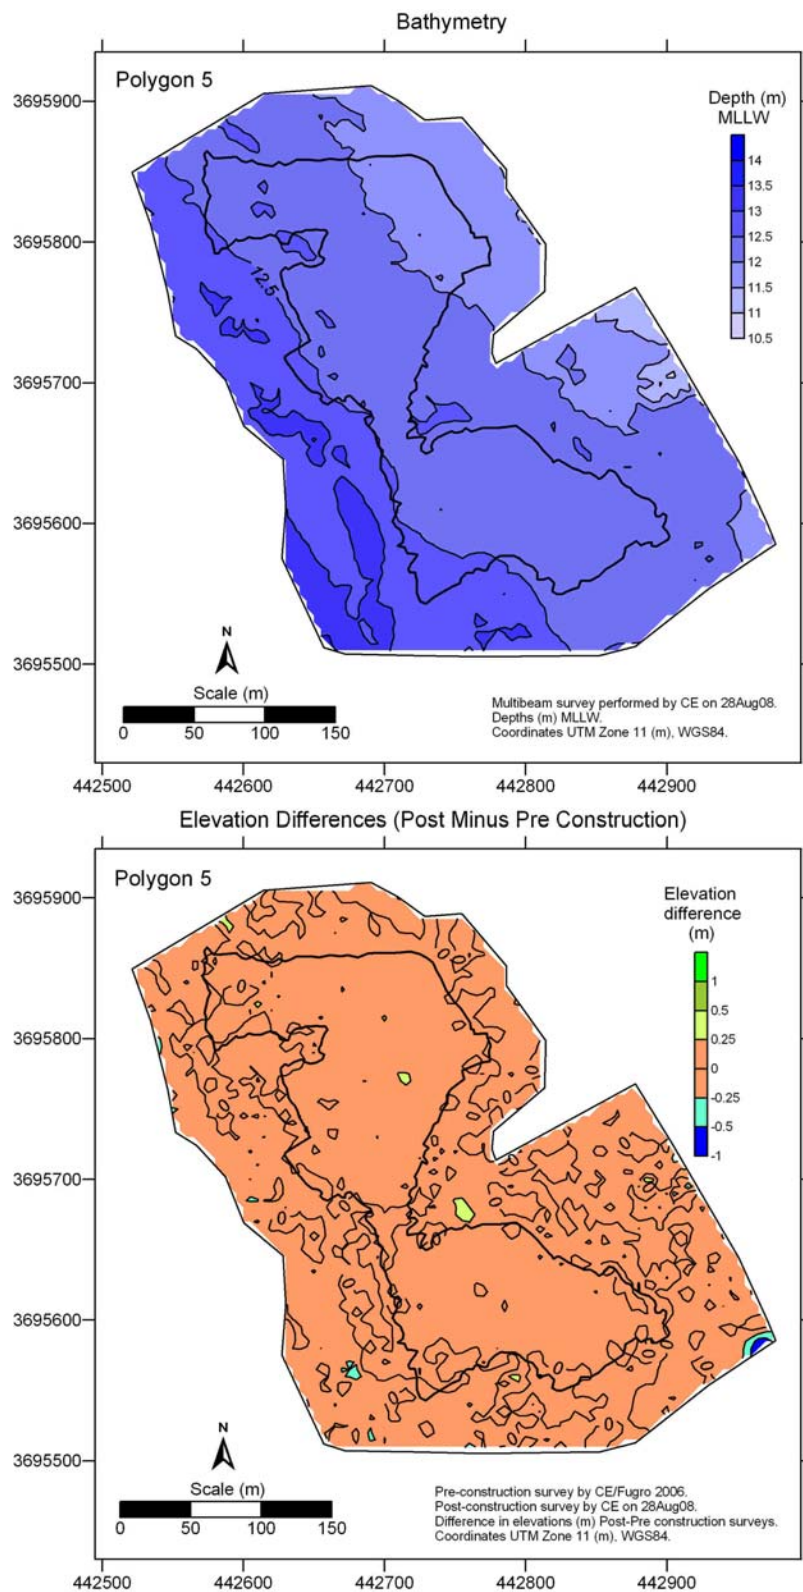 Bathymetry
Polygon 5
Depth (m)
MLLW
14
13.5
13
12.5
12
11.5
11
10.5
12.5
3695900
3695800
3695700
3695600
3695500
N
Scale (m)
0 50 100 150
Multibeam survey performed by CE on 28Aug08.
Depths (m) MLLW.
Coordinates UTM Zone 11 (m), WGS84.
442500 442600 442700 442800 442900
Elevation Differences (Post Minus Pre Construction)
Polygon 5
Elevation
difference
(m)
1
0.5
0.25
0
-0.25
-0.5
-1
3695900
3695800
3695700
3695600
3695500
N
Scale (m)
0 50 100 150
Pre-construction survey by CE/Fugro 2006.
Post-construction survey by CE on 28Aug08.
Difference in elevations (m) Post-Pre construction surveys.
Coordinates UTM Zone 11 (m), WGS84.
442500 442600 442700 442800 442900